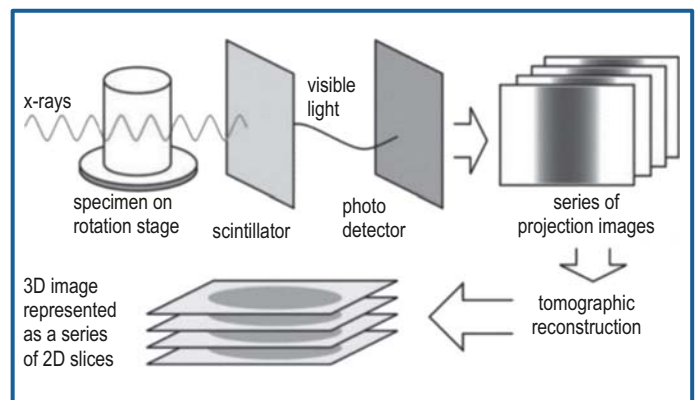 x-rays
visible
light
specimen on
rotation stage
scintillator
photo
detector
series of
projection images
3D image
represented
as a series
of 2D slices
tomographic
reconstruction